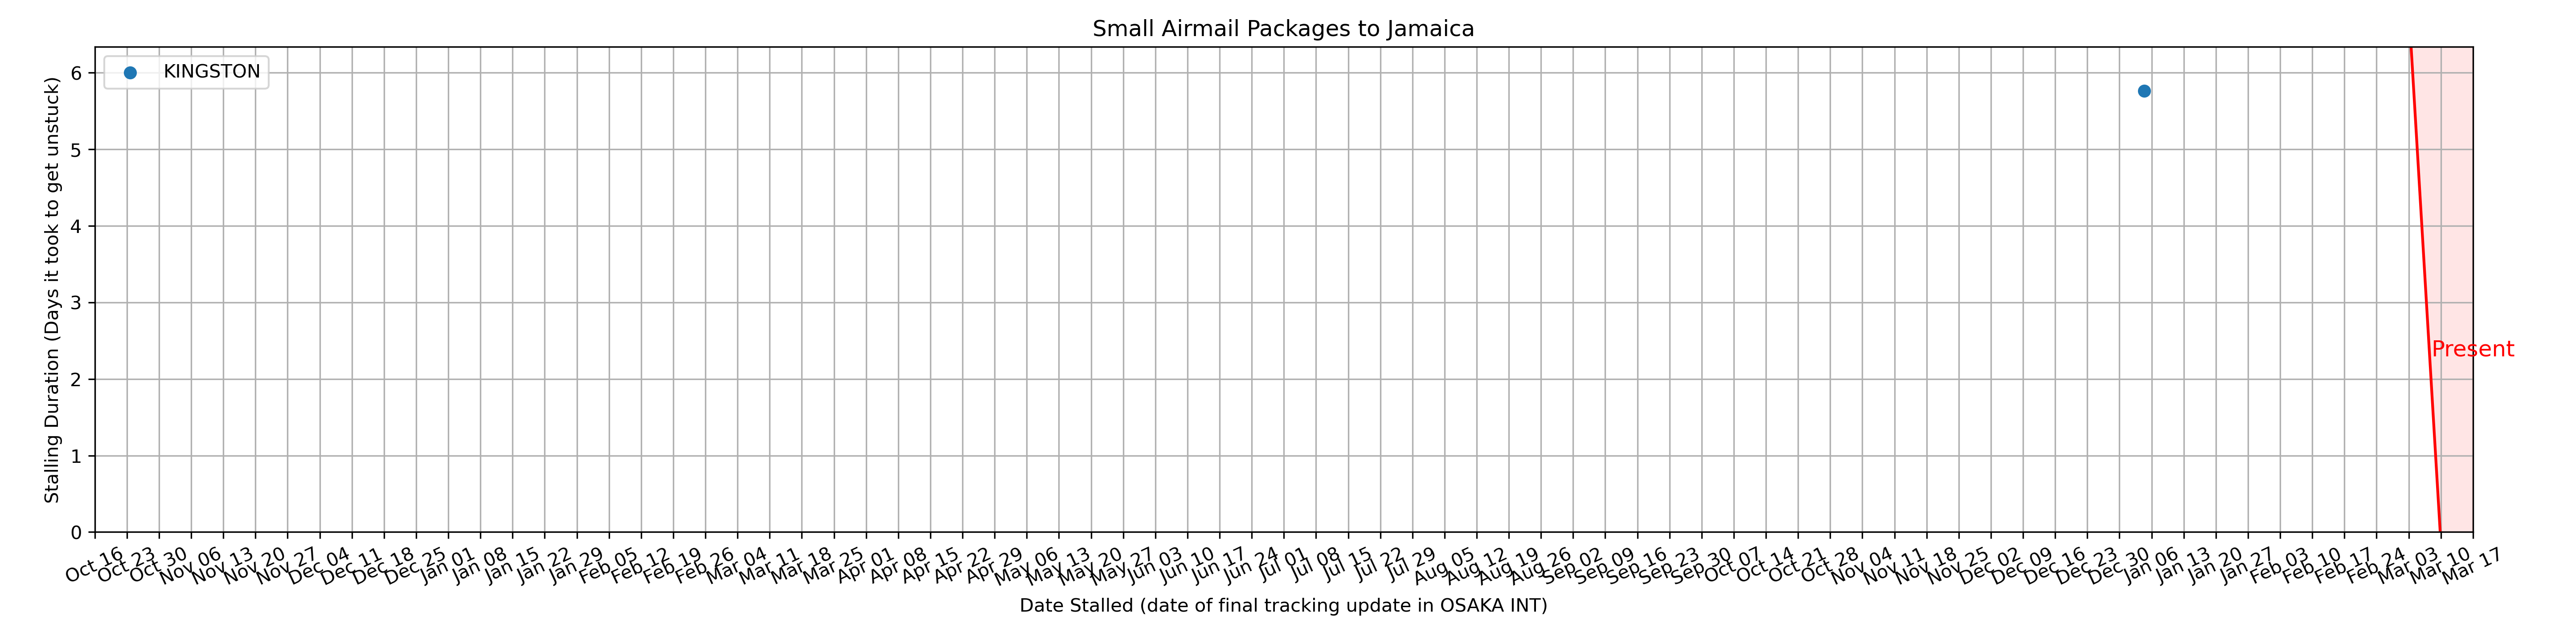 Small Airmail Packages to Jamaica
KINGSTON
Stalling Duration (Days it took to get unstuck)
6
5
4
3
2
1
0
Present
Oct 16 Oct 23 Oct 30 Nov 06 Nov 13 Nov 20 Nov 27 Dec 04 Dec 11 Dec 18 Dec 25 Jan 01 Jan 08 Jan 15 Jan 22 Jan 29 Feb 05 Feb 12 Feb 19 Feb 26 Mar 04 Mar 11 Mar 18 Mar 25 Apr 01 Apr 08 Apr 15 Apr 22 Apr 29 May 06 May 13 May 20 May 27 Jun 03 Jun 10 Jun 17 Jun 24 Jul 01 Jul 08 Jul 15 Jul 22 Jul 29 Aug 05 Aug 12 Aug 19 Aug 26 Sep 02 Sep 09 Sep 16 Sep 23 Sep 30 Oct 07 Oct 14 Oct 21 Oct 28 Nov 04 Nov 11 Nov 18 Nov 25 Dec 02 Dec 09 Dec 16 Dec 23 Dec 30 Jan 06 Jan 13 Jan 20 Jan 27 Feb 03 Feb 10 Feb 17 Feb 24 Mar 03 Mar 10 Mar 17
Date Stalled (date of final tracking update in OSAKA INT)